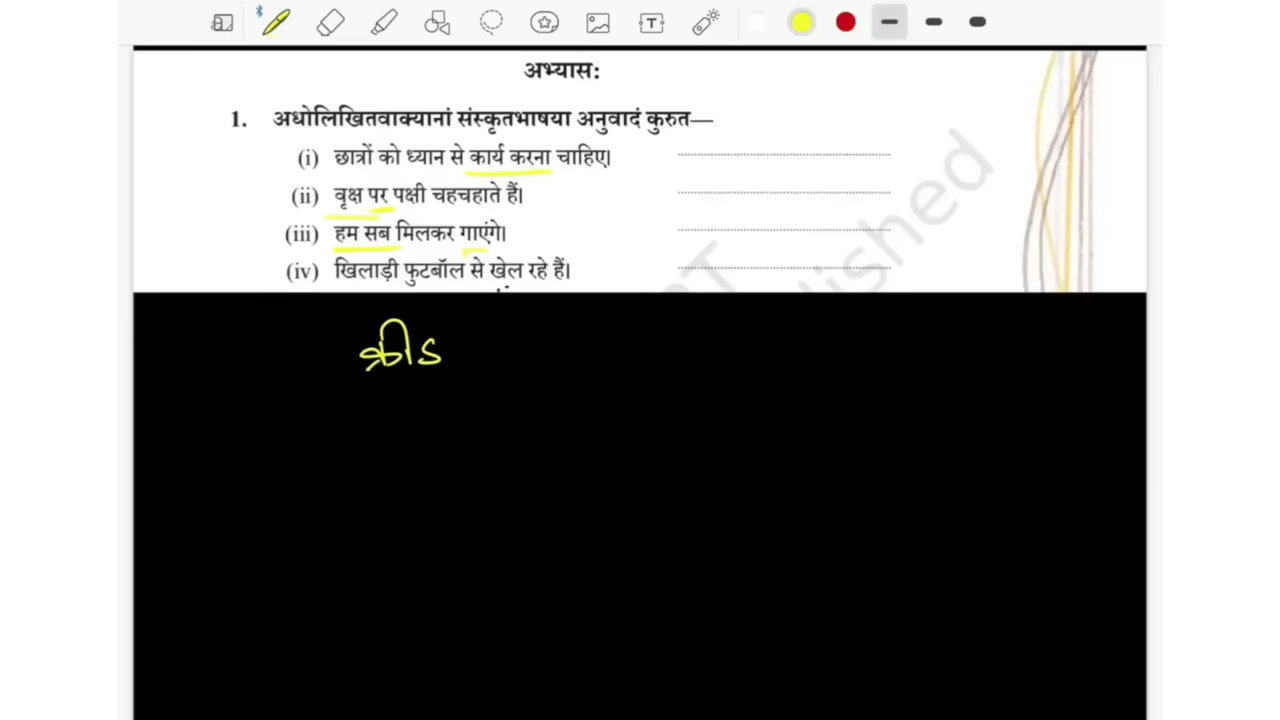 अभ्यासः
1. अधोलिखितवाक्यानां संस्कृतभाषया अनुवादं कुरुत—
(i) छात्रों को ध्यान से कार्य करना चाहिए।
(ii) वृक्ष पर पक्षी चहचहाते हैं।
(iii) हम सब मिलकर गाएंगे।
(iv) खिलाड़ी फुटबॉल से खेल रहे हैं।
क्रीड